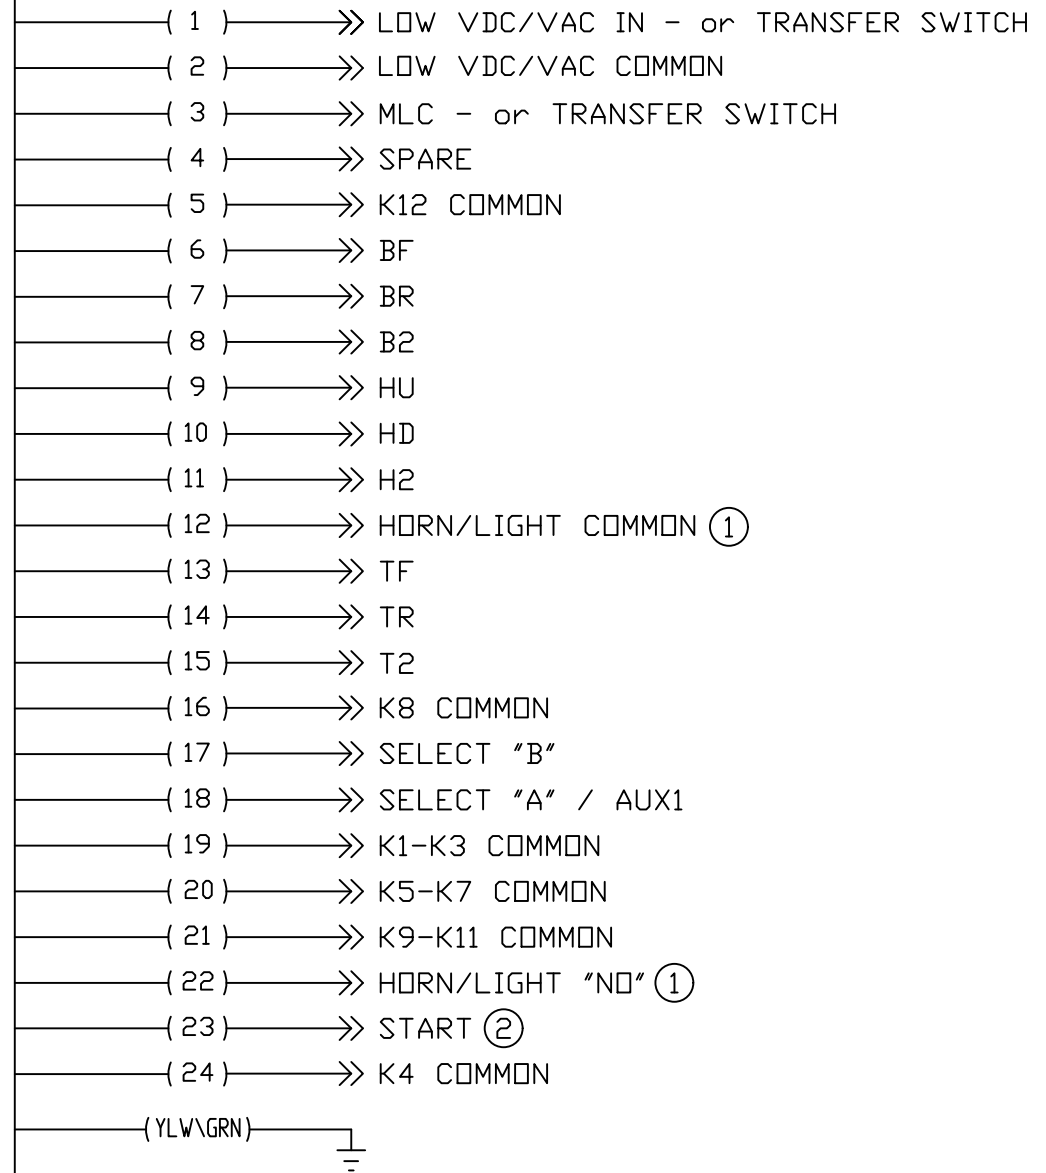 ( 1 ) LOW VDC/VAC IN - or TRANSFER SWITCH
( 2 ) LOW VDC/VAC COMMON
( 3 ) MLC - or TRANSFER SWITCH
( 4 ) SPARE
( 5 ) K12 COMMON
( 6 ) BF
( 7 ) BR
( 8 ) B2
( 9 ) HU
( 10 ) HD
( 11 ) H2
( 12 ) HORN/LIGHT COMMON 1
( 13 ) TF
( 14 ) TR
( 15 ) T2
( 16 ) K8 COMMON
( 17 ) SELECT "B"
( 18 ) SELECT "A" / AUX1
( 19 ) K1-K3 COMMON
( 20 ) K5-K7 COMMON
( 21 ) K9-K11 COMMON
( 22 ) HORN/LIGHT "NO" 1
( 23 ) START 2
( 24 ) K4 COMMON
(YLW\GRN)